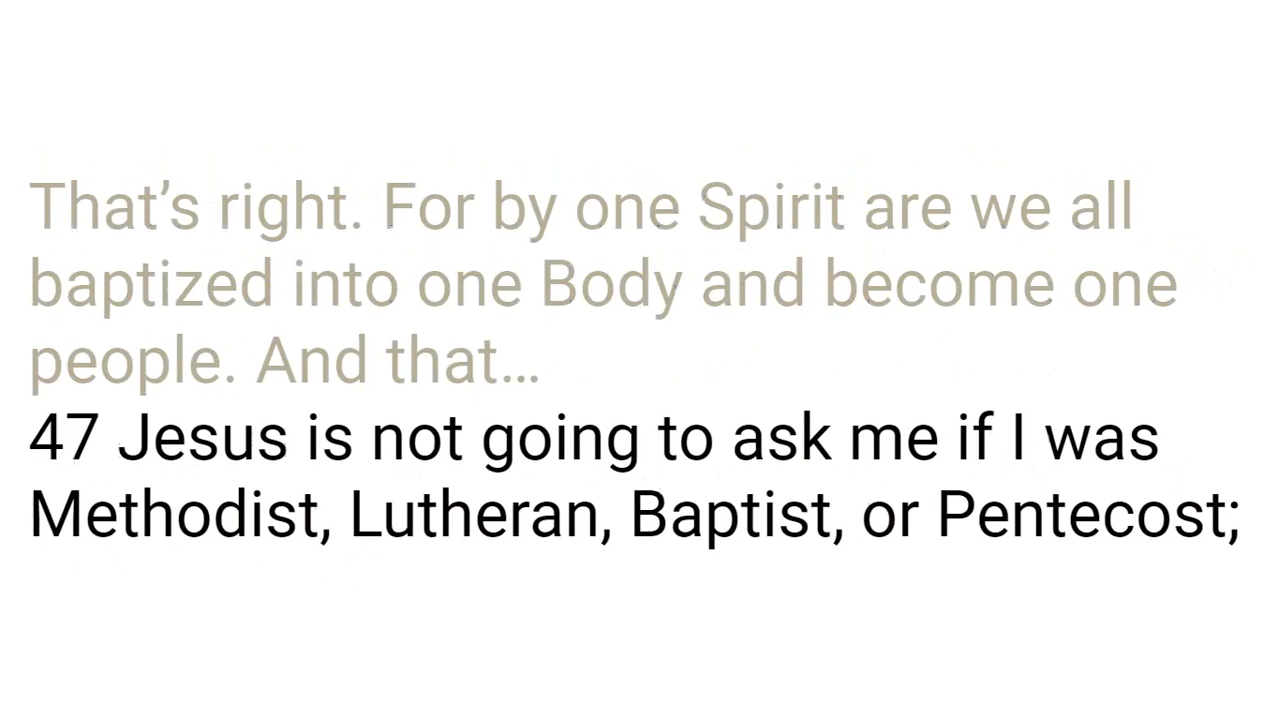 That’s right. For by one Spirit are we all
baptized into one Body and become one
people. And that…
47 Jesus is not going to ask me if I was
Methodist, Lutheran, Baptist, or Pentecost;